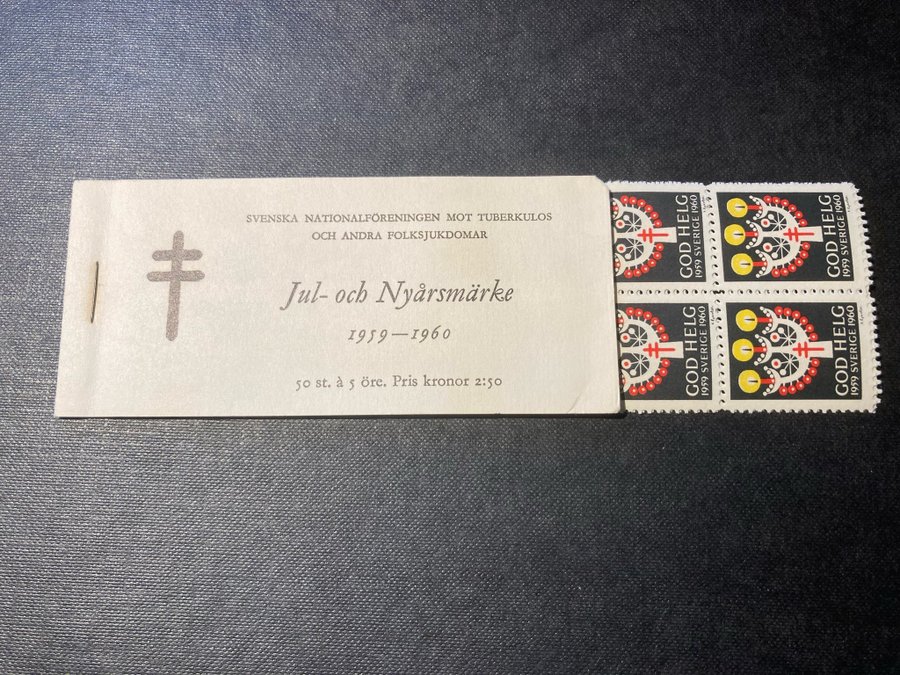 SVENSKA NATIONALFÖRENINGEN MOT TUBERKULOS
OCH ANDRA FOLKSJUKDOMAR
Jul- och Nyårsmärke
1959—1960
50 st. à 5 öre. Pris kronor 2:50
GOD HELG
1959 SVERIGE 1960
GOD HELG
1959 SVERIGE 1960
GOD HELG
1959 SVERIGE 1960
GOD HELG
1959 SVERIGE 1960